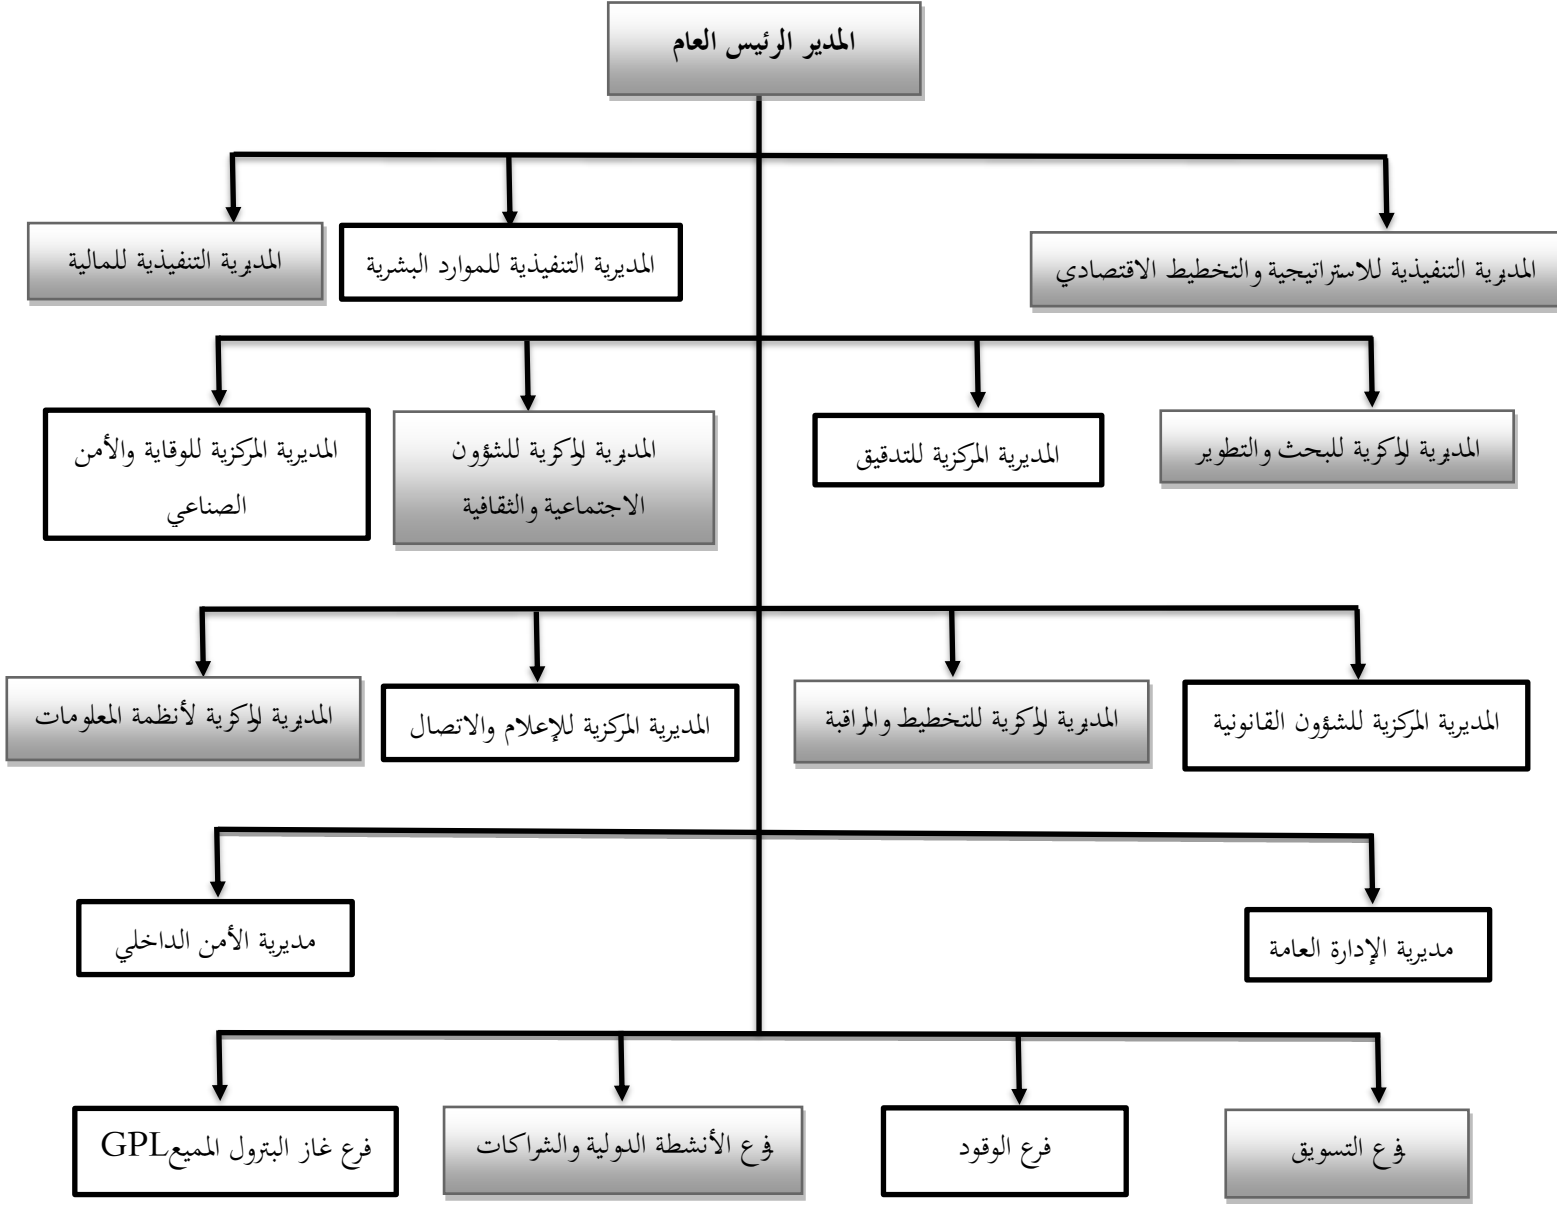 المدير الرئيس العام
المديرية التنفيذية للاستراتيجية والتخطيط الاقتصادي
المديرية التنفيذية للموارد البشرية
المديرية التنفيذية للمالية
المديرية المركزية للبحث والتطوير
المديرية المركزية للتدقيق
المديرية المركزية للشؤون
الاجتماعية والثقافية
المديرية المركزية للوقاية والأمن
الصناعي
المديرية المركزية للشؤون القانونية
المديرية المركزية للتخطيط والمراقبة
المديرية المركزية للإعلام والاتصال
المديرية المركزية لأنظمة المعلومات
مديرية الإدارة العامة
مديرية الأمن الداخلي
فرع التسويق
فرع الوقود
فرع الأنشطة الدولية والشراكات
فرع غاز البترول المميع GPL